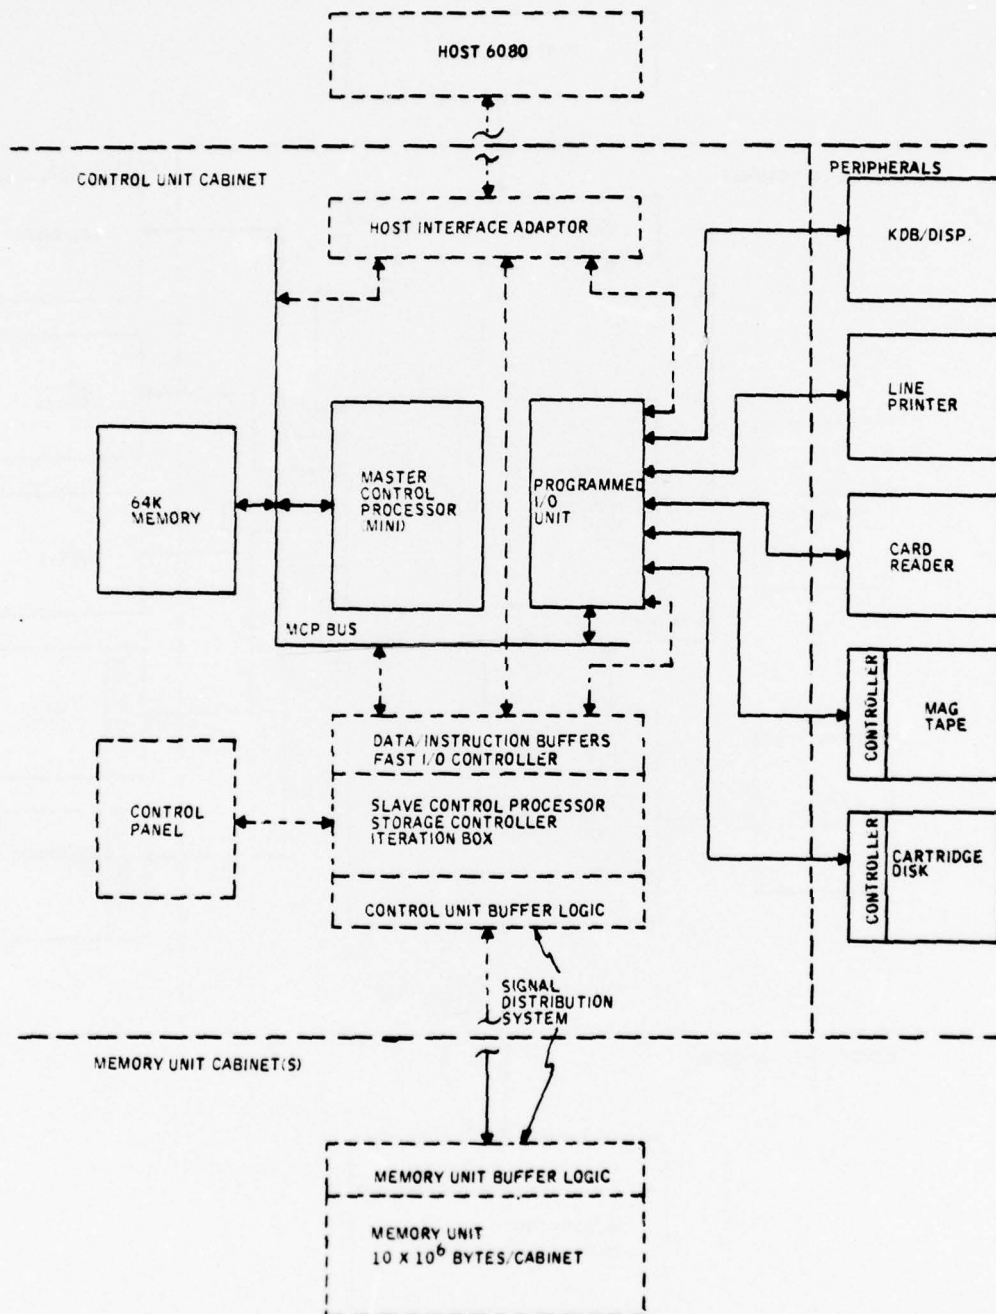 HOST 6080
CONTROL UNIT CABINET
PERIPHERALS
HOST INTERFACE ADAPTOR
KDB/DISP.
LINE
PRINTER
64K
MEMORY
MASTER
CONTROL
PROCESSOR
(MINI)
PROGRAMMED
I/O
UNIT
CARD
READER
MCP BUS
CONTROLLER
MAG
TAPE
DATA/INSTRUCTION BUFFERS
FAST I/O CONTROLLER
CONTROL
PANEL
SLAVE CONTROL PROCESSOR
STORAGE CONTROLLER
ITERATION BOX
CONTROLLER
CARTRIDGE
DISK
CONTROL UNIT BUFFER LOGIC
SIGNAL
DISTRIBUTION
SYSTEM
MEMORY UNIT CABINET(S)
MEMORY UNIT BUFFER LOGIC
MEMORY UNIT
10 X 10⁶ BYTES/CABINET